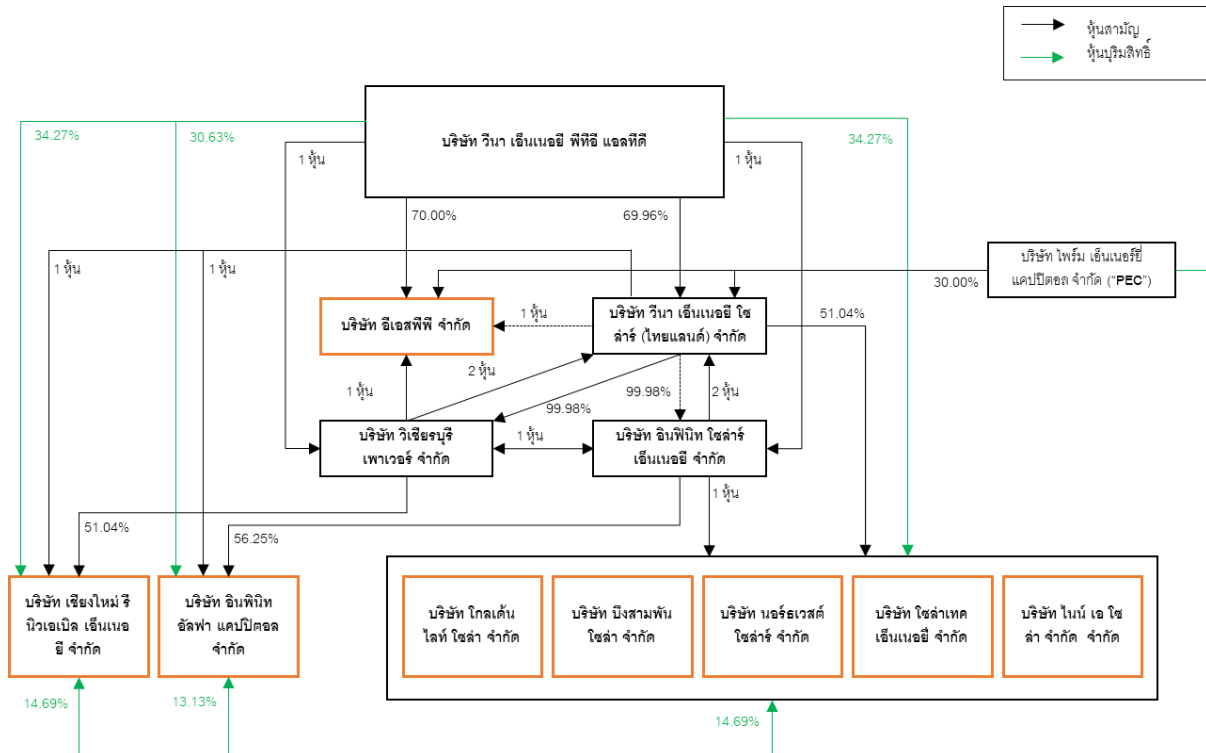 หุ้นสามัญ
หุ้นบุริมสิทธิ์
34.27%
30.63%
1 หุ้น
บริษัท วีนา เอ็นเนอยี พีทีอี แอลทีดี
1 หุ้น
34.27%
70.00%
69.96%
1 หุ้น
1 หุ้น
30.00%
บริษัท ไพร์ม เอ็นเนอร์ยี่
แคปปิตอล จำกัด ("PEC")
บริษัท อีเอสพีพี จำกัด
1 หุ้น
บริษัท วีนา เอ็นเนอยี โซ
ล่าร์ (ไทยแลนด์) จำกัด
51.04%
1 หุ้น
2 หุ้น
99.98%
99.98%
2 หุ้น
บริษัท วิเชียรบุรี
เพาเวอร์ จำกัด
1 หุ้น
บริษัท อินฟินิท โซล่าร์
เอ็นเนอยี จำกัด
51.04%
56.25%
1 หุ้น
บริษัท เชียงใหม่ รี
นิวเอเบิล เอ็นเนอ
ยี จำกัด
บริษัท อินพินิท
อัลฟา แคปปิตอล
จำกัด
บริษัท โกลเด้น
ไลท์ โซล่า จำกัด
บริษัท บึงสามพัน
โซล่า จำกัด
บริษัท นอร์ธเวสต์
โซล่าร์ จำกัด
บริษัท โซล่าเทค
เอ็นเนอยี่ จำกัด
บริษัท ไนน์ เอ โซ
ล่า จำกัด จำกัด
14.69%
13.13%
14.69%